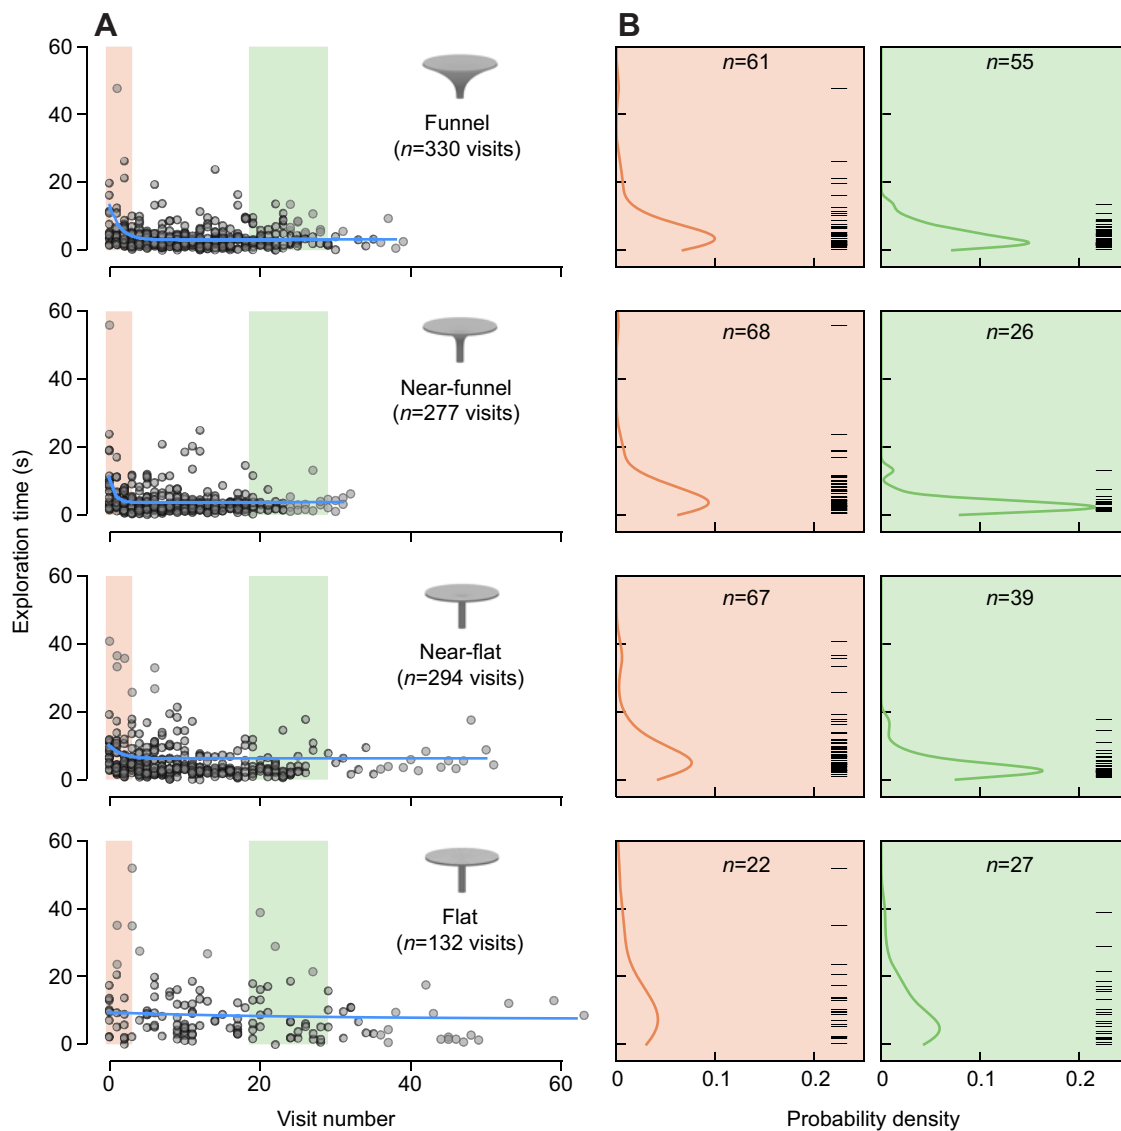 A
B
Exploration time (s)
60
40
20
0
Funnel
(n=330 visits)
n=61
n=55
60
40
20
0
20
40
60
0
0.1
0.2
0
0.1
0.2
60
40
20
0
Near-funnel
(n=277 visits)
n=68
n=26
60
40
20
0
Near-flat
(n=294 visits)
n=67
n=39
60
40
20
0
Flat
(n=132 visits)
n=22
n=27
Visit number
Probability density